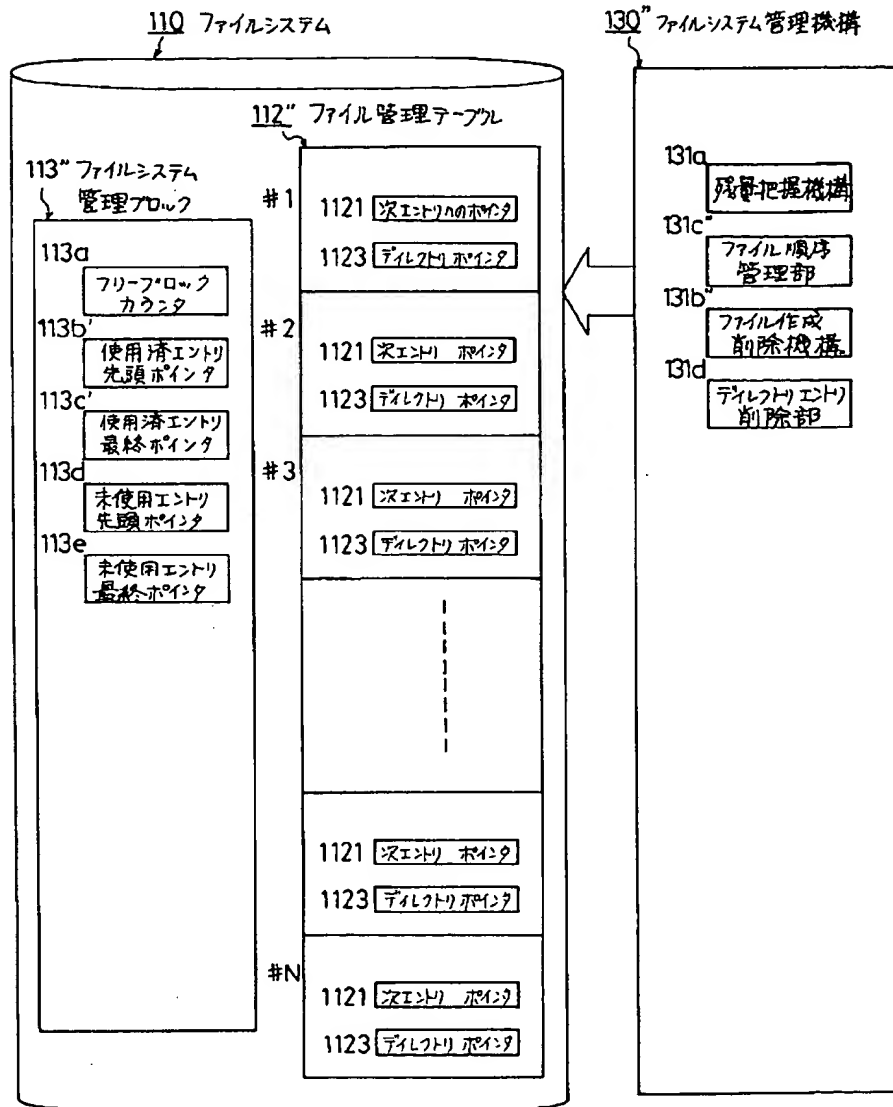 110 ファイルシステム
113" ファイルシステム
管理ブロック
113a
フリーブロック
カウンタ
113b'
使用済エントリ
先頭ポインタ
113c'
使用済エントリ
最終ポインタ
113d
未使用エントリ
先頭ポインタ
113e
未使用エントリ
最終ポインタ
112" ファイル管理テーブル
#1
1121 次エントリへのポインタ
1123 ディレクトリポインタ
#2
1121 次エントリ ポインタ
1123 ディレクトリ ポインタ
#3
1121 次エントリ ポインタ
1123 ディレクトリ ポインタ
1121 次エントリ ポインタ
1123 ディレクトリポインタ
#N
1121 次エントリ ポインタ
1123 ディレクトリ ポインタ
130" ファイルシステム管理機構
131a
残量把握機構
131c"
ファイル順序
管理部
131b"
ファイル作成
削除機構
131d
ディレクトリエントリ
削除部